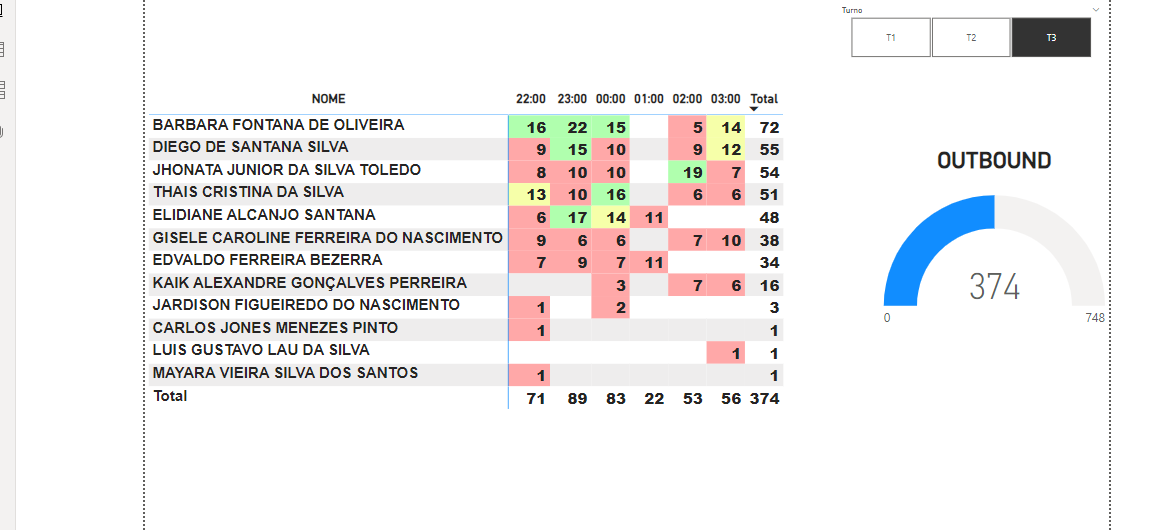 Turno
T1 T2 T3
NOME 22:00 23:00 00:00 01:00 02:00 03:00 Total
BARBARA FONTANA DE OLIVEIRA 16 22 15 5 14 72
DIEGO DE SANTANA SILVA 9 15 10 9 12 55
JHONATA JUNIOR DA SILVA TOLEDO 8 10 10 19 7 54
THAIS CRISTINA DA SILVA 13 10 16 6 6 51
ELIDIANE ALCANJO SANTANA 6 17 14 11 48
GISELE CAROLINE FERREIRA DO NASCIMENTO 9 6 6 7 10 38
EDVALDO FERREIRA BEZERRA 7 9 7 11 34
KAIK ALEXANDRE GONÇALVES PERREIRA 3 7 6 16
JARDISON FIGUEIREDO DO NASCIMENTO 1 2 3
CARLOS JONES MENEZES PINTO 1 1
LUIS GUSTAVO LAU DA SILVA 1 1
MAYARA VIEIRA SILVA DOS SANTOS 1 1
Total 71 89 83 22 53 56 374
OUTBOUND
374
0 748